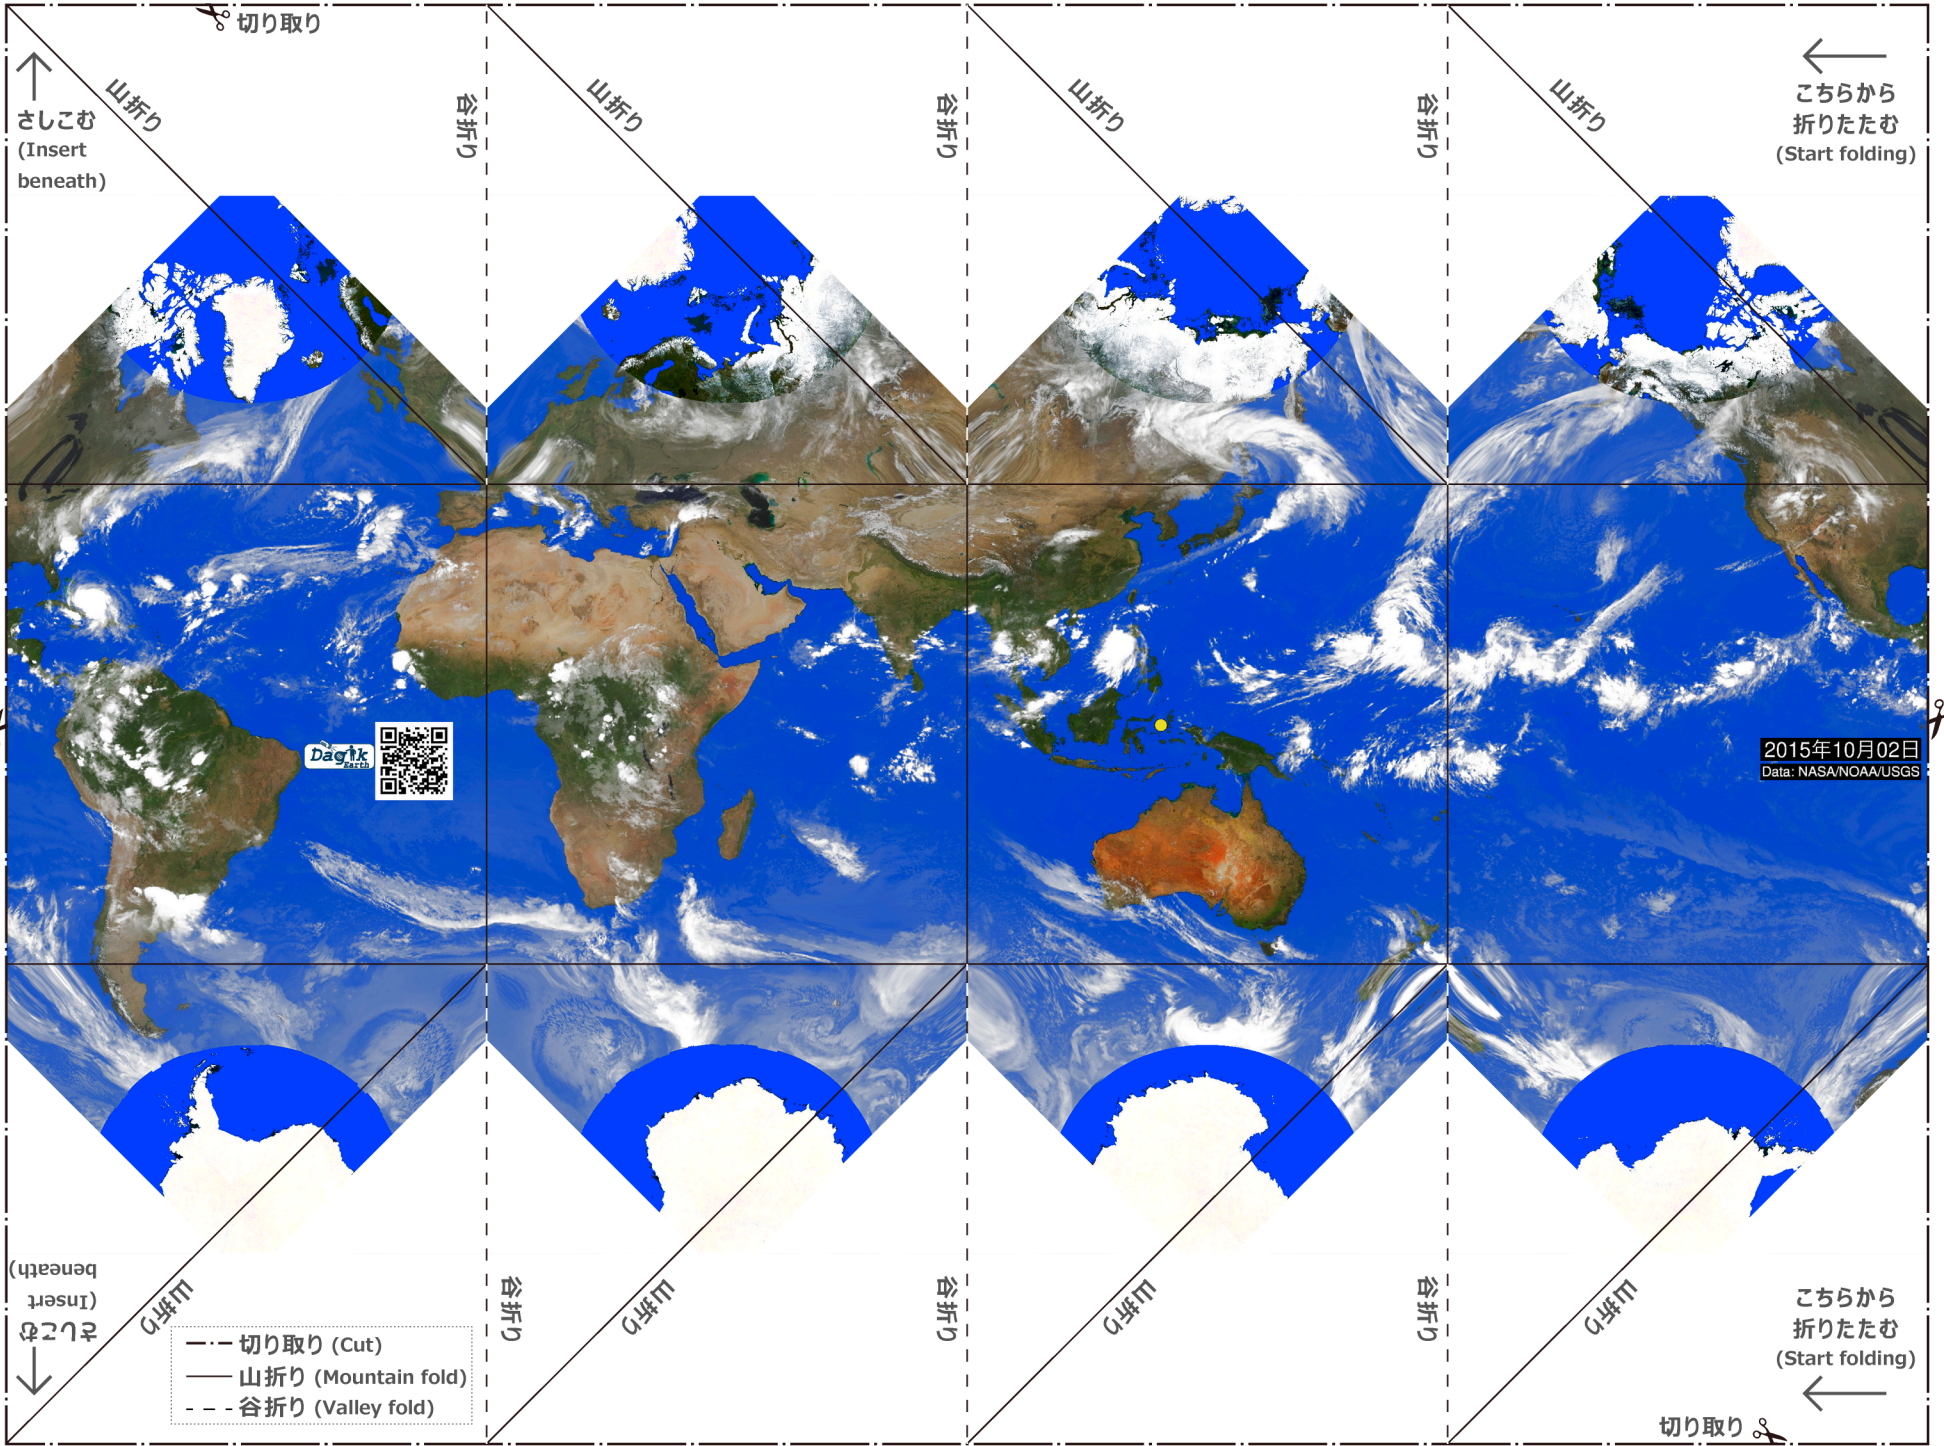 切り取り
さしこむ
(Insert
beneath)
山折り
谷折り
山折り
谷折り
山折り
谷折り
山折り
こちらから
折りたたむ
(Start folding)
Dagik
Earth
2015年10月02日
Data: NASA/NOAA/USGS
さしこむ
(Insert
beneath)
山折り
谷折り
山折り
谷折り
山折り
谷折り
山折り
こちらから
折りたたむ
(Start folding)
切り取り (Cut)
山折り (Mountain fold)
谷折り (Valley fold)
切り取り